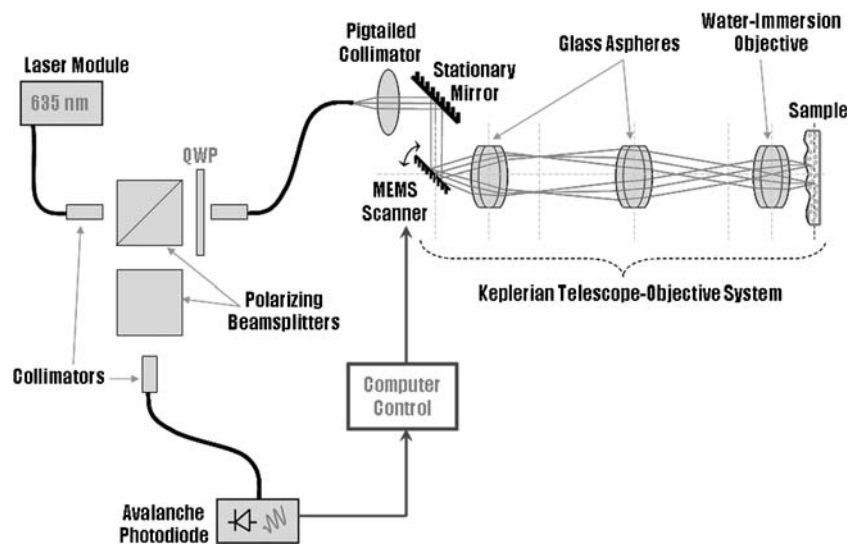 Laser Module
635 nm
Pigtailed
Collimator
Stationary
Mirror
Glass Aspheres
Water-Immersion
Objective
Sample
QWP
MEMS
Scanner
Polarizing
Beamsplitters
Keplerian Telescope-Objective System
Collimators
Computer
Control
Avalanche
Photodiode